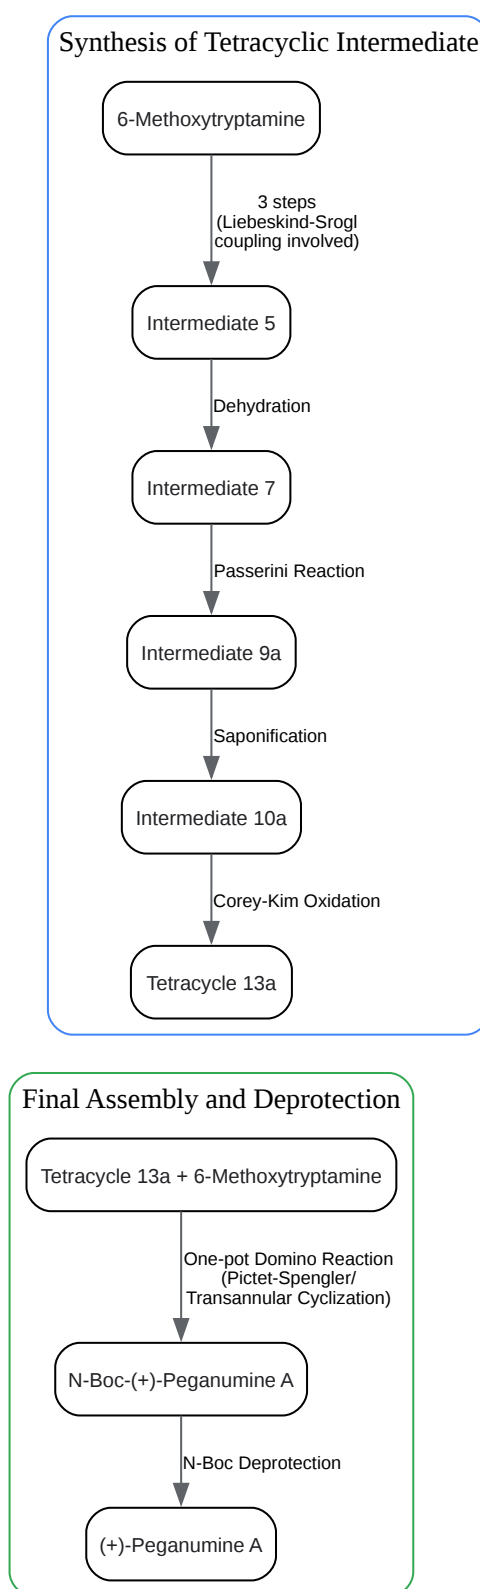 Synthesis of Tetracyclic Intermediate
6-Methoxytryptamine
3 steps
(Liebeskind-Srogl
coupling involved)
Intermediate 5
Dehydration
Intermediate 7
Passerini Reaction
Intermediate 9a
Saponification
Intermediate 10a
Corey-Kim Oxidation
Tetracycle 13a
Final Assembly and Deprotection
Tetracycle 13a + 6-Methoxytryptamine
One-pot Domino Reaction
(Pictet-Spengler/
Transannular Cyclization)
N-Boc-(+)-Peganumine A
N-Boc Deprotection
(+)-Peganumine A